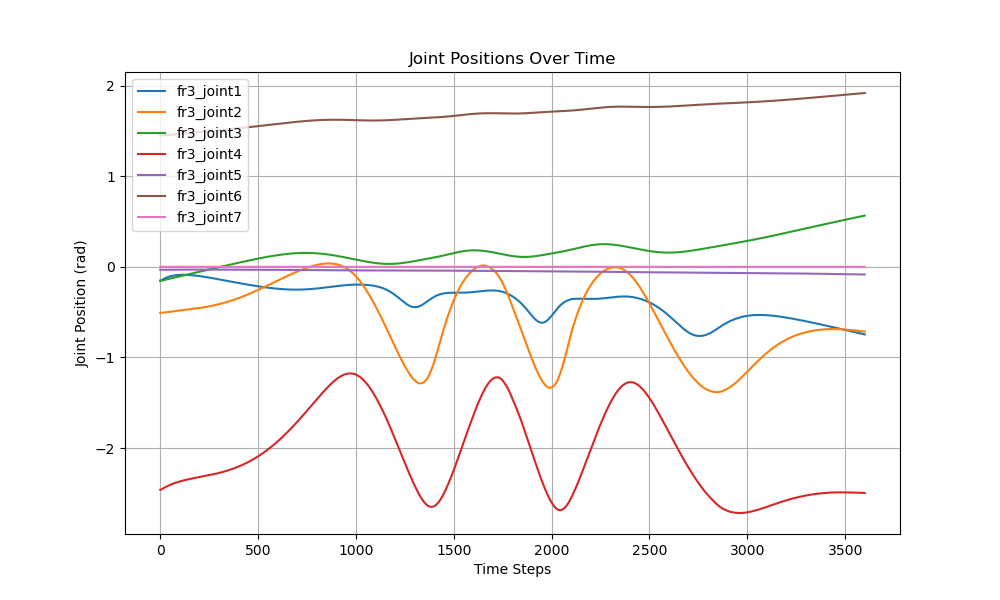 Joint Positions Over Time
Joint Position (rad)
2
1
0
−1
−2
fr3_joint1
fr3_joint2
fr3_joint3
fr3_joint4
fr3_joint5
fr3_joint6
fr3_joint7
0 500 1000 1500 2000 2500 3000 3500
Time Steps